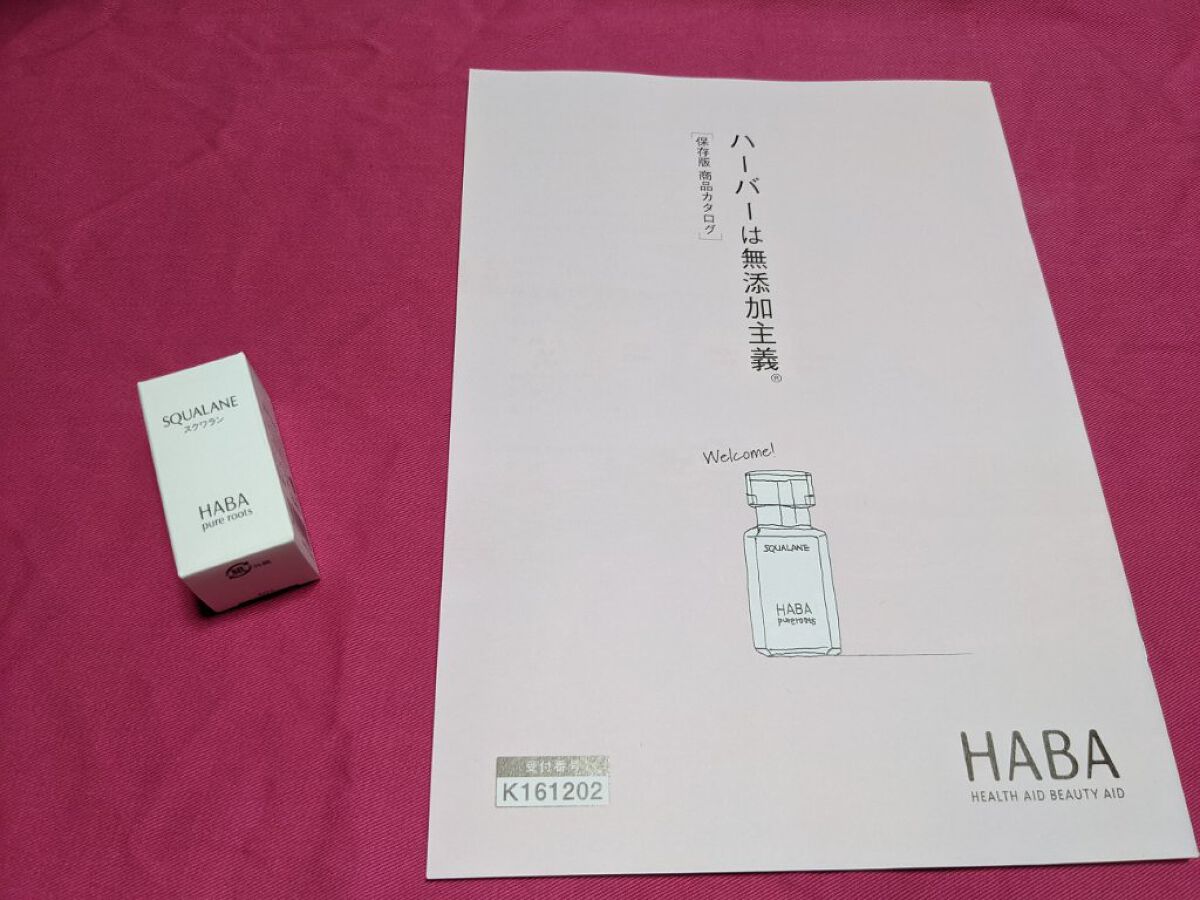 SQUALANE
スクワラン
HABA
pure roots
ハーバーは無添加主義®
[保存版 商品カタログ]
Welcome!
SQUALANE
HABA
pureroots
受付番号
K161202
HABA
HEALTH AID BEAUTY AID